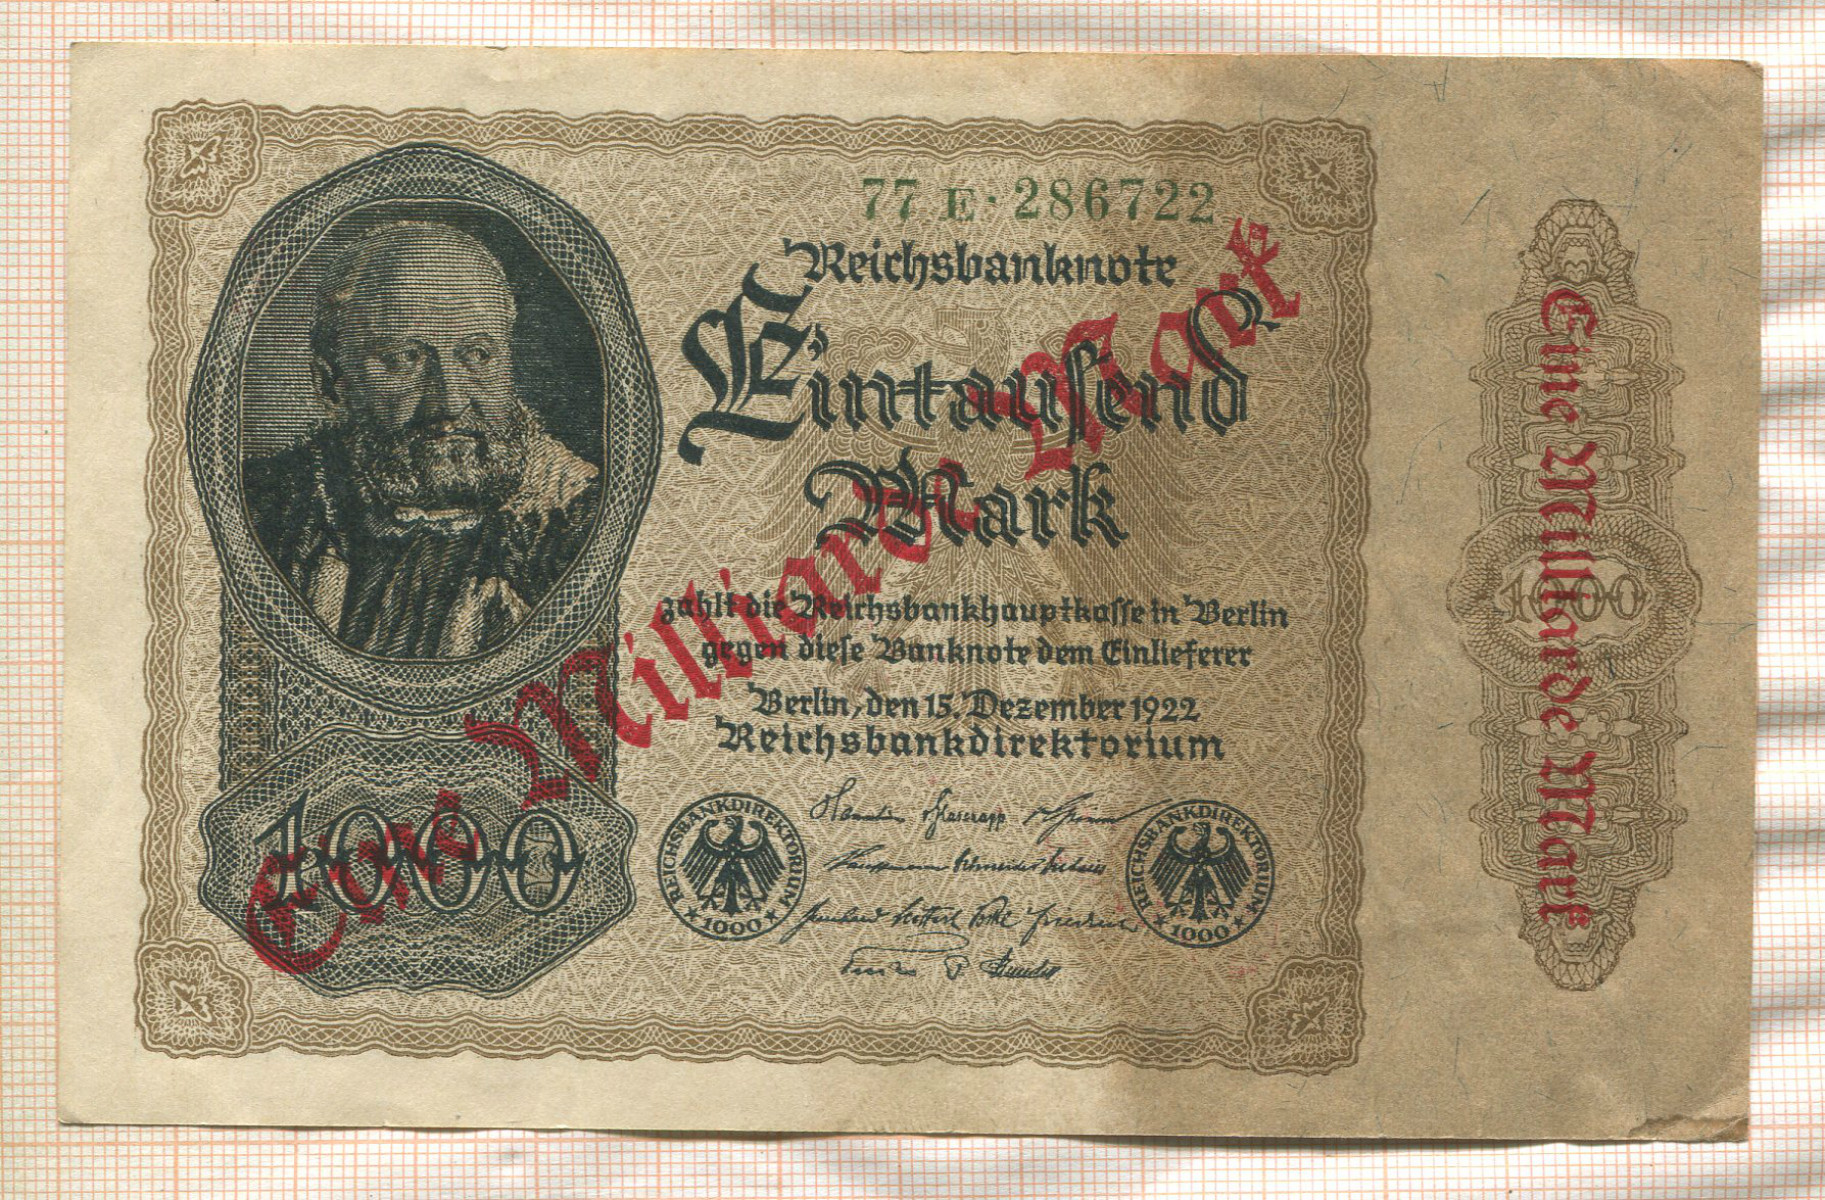 77 E · 286722
Reichsbanknote
Eintausend
Mark
zahlt die Reichsbankhauptkasse in Berlin
gegen diese Banknote dem Einlieferer
Berlin, den 15. Dezember 1922
Reichsbankdirektorium
1000
Eine Milliarde Mark
REICHSBANKDIREKTORIUM
★ 1000 ★
REICHSBANKDIREKTORIUM
★ 1000 ★
Eine Milliarde Mark
1000